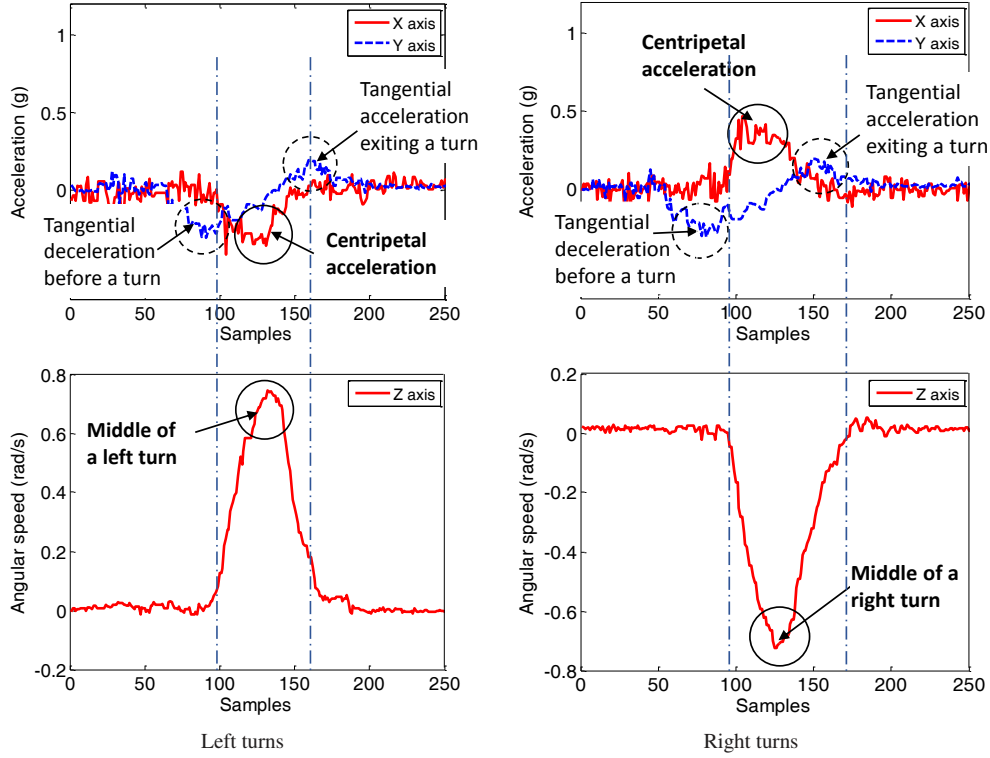 X axis
Y axis
1
0.5
0
Acceleration (g)
Tangential
acceleration
exiting a turn
Tangential
deceleration
before a turn
Centripetal
acceleration
0 50 100 150 200 250
Samples
X axis
Y axis
1
0.5
0
Acceleration (g)
Centripetal
acceleration
Tangential
acceleration
exiting a turn
Tangential
deceleration
before a turn
0 50 100 150 200 250
Samples
Z axis
0.8
0.6
0.4
0.2
0
-0.2
Angular speed (rad/s)
Middle of
a left turn
0 50 100 150 200 250
Samples
Left turns
Z axis
0.2
0
-0.2
-0.4
-0.6
-0.8
Angular speed (rad/s)
Middle of a
right turn
0 50 100 150 200 250
Samples
Right turns